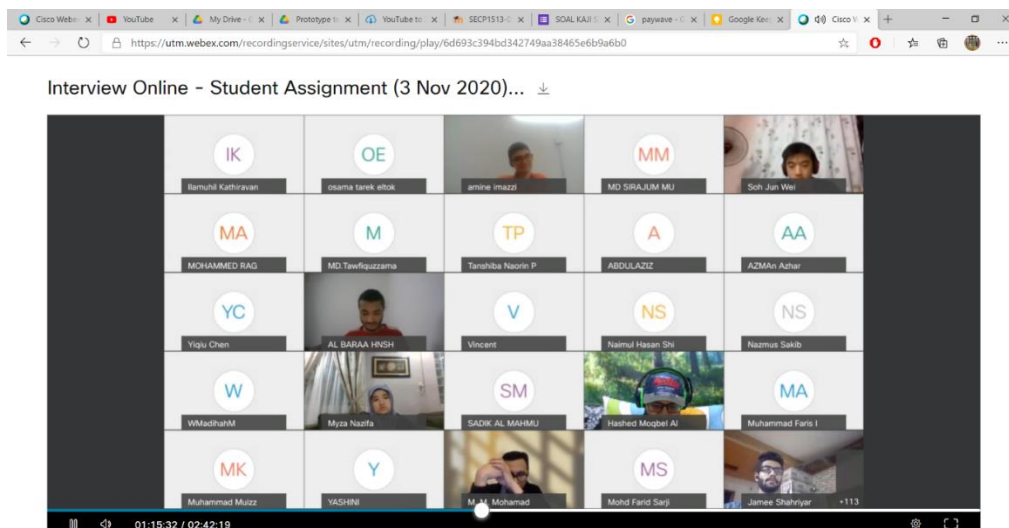 Cisco Webex
YouTube
My Drive - G
Prototype to
YouTube to
SECP1513-0
SOAL KAJI S
paywave - G
Google Keep
Cisco W
https://utm.webex.com/recordingservice/sites/utm/recording/play/6d693c394bd342749aa38465e6b9a6b0
Interview Online - Student Assignment (3 Nov 2020)...
IK
OE
MM
Ilamuhil Kathiravan
osama tarek eltok
amine imazzi
MD SIRAJUM MU
Soh Jun Wei
MA
M
TP
A
AA
MOHAMMED RAG
MD.Tawfiquzzama
Tanshiba Naorin P
ABDULAZIZ
AZMAn Azhar
YC
V
NS
NS
Yiqiu Chen
AL BARAA HNSH
Vincent
Naimul Hasan Shi
Nazmus Sakib
W
SM
MA
WMadihahM
Myza Nazifa
SADIK AL MAHMU
Hashed Moqbel Al
Muhammad Faris I
MK
Y
MS
Muhammad Muizz
YASHINI
M. M. Mohamad
Mohd Farid Sarji
Jamee Shahriyar +113
01:15:32 / 02:42:19